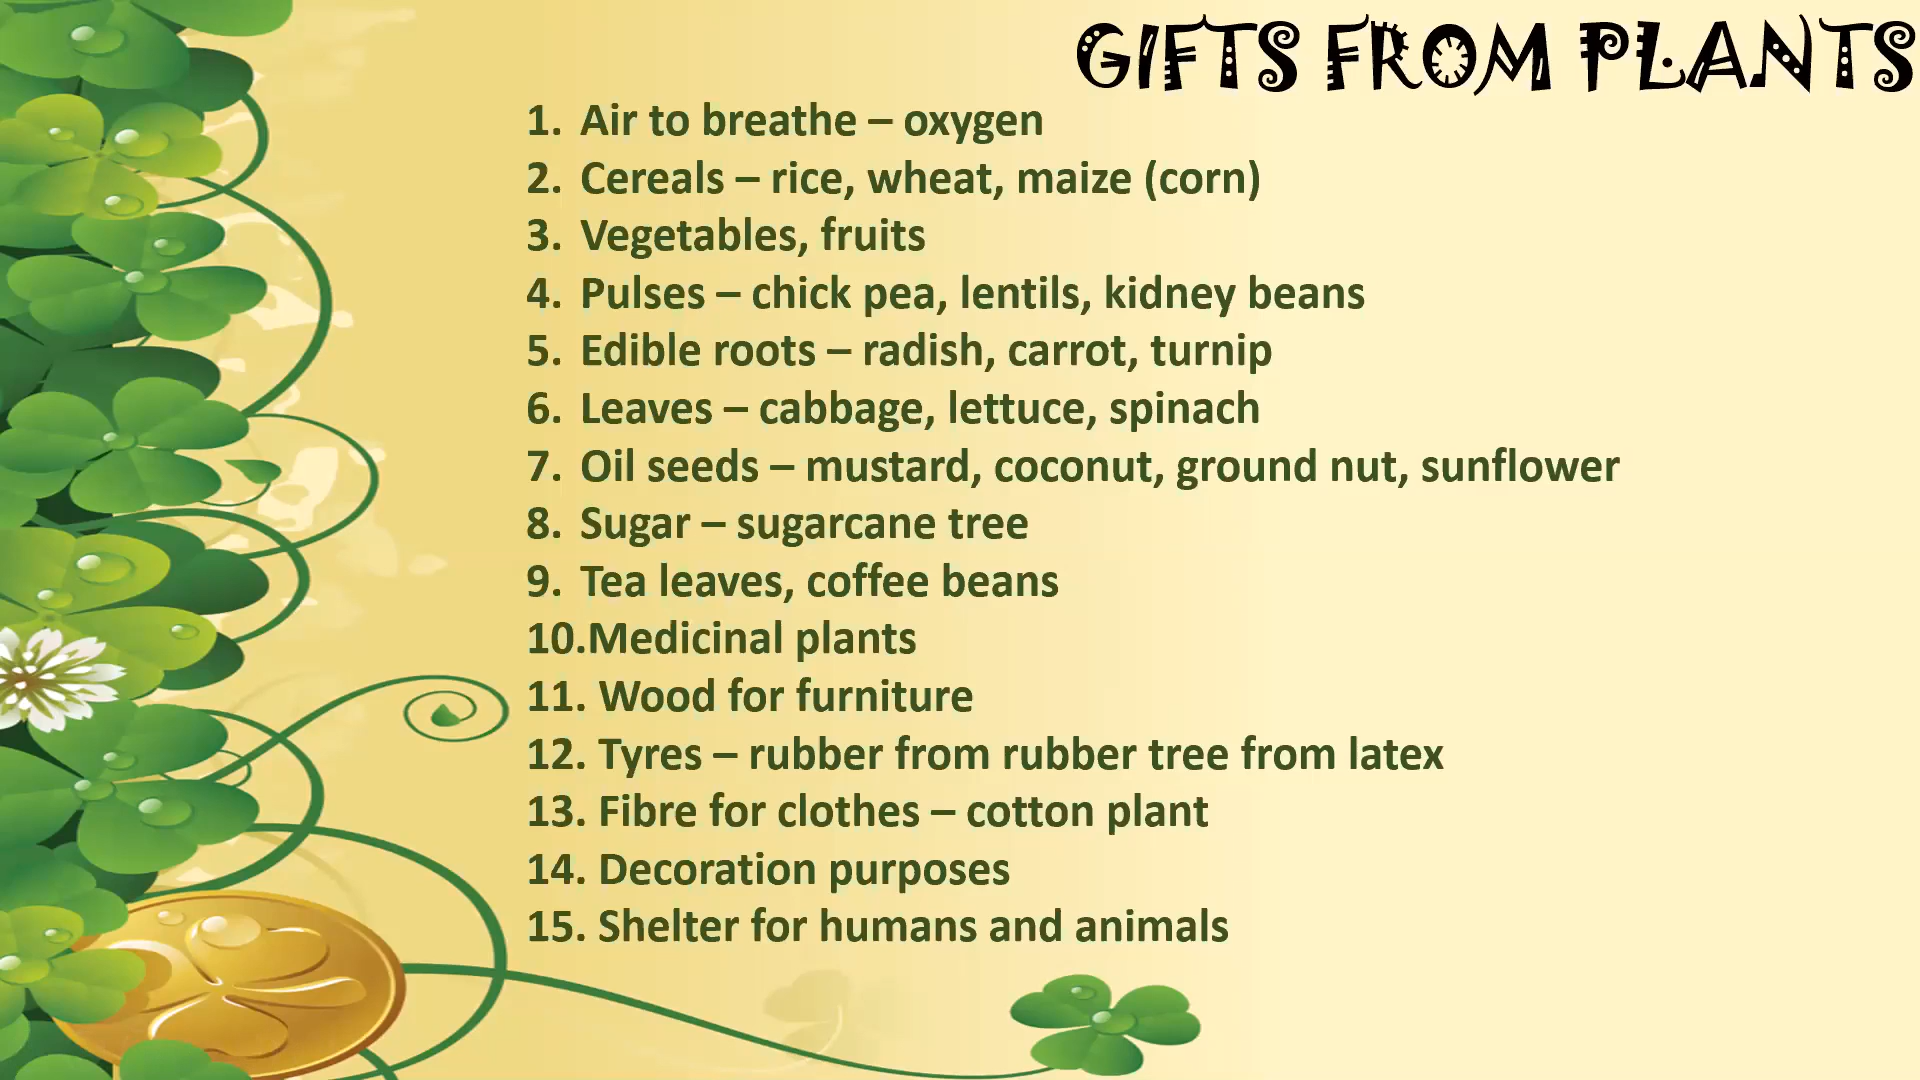 GIFTS FROM PLANTS
1. Air to breathe – oxygen
2. Cereals – rice, wheat, maize (corn)
3. Vegetables, fruits
4. Pulses – chick pea, lentils, kidney beans
5. Edible roots – radish, carrot, turnip
6. Leaves – cabbage, lettuce, spinach
7. Oil seeds – mustard, coconut, ground nut, sunflower
8. Sugar – sugarcane tree
9. Tea leaves, coffee beans
10.Medicinal plants
11. Wood for furniture
12. Tyres – rubber from rubber tree from latex
13. Fibre for clothes – cotton plant
14. Decoration purposes
15. Shelter for humans and animals